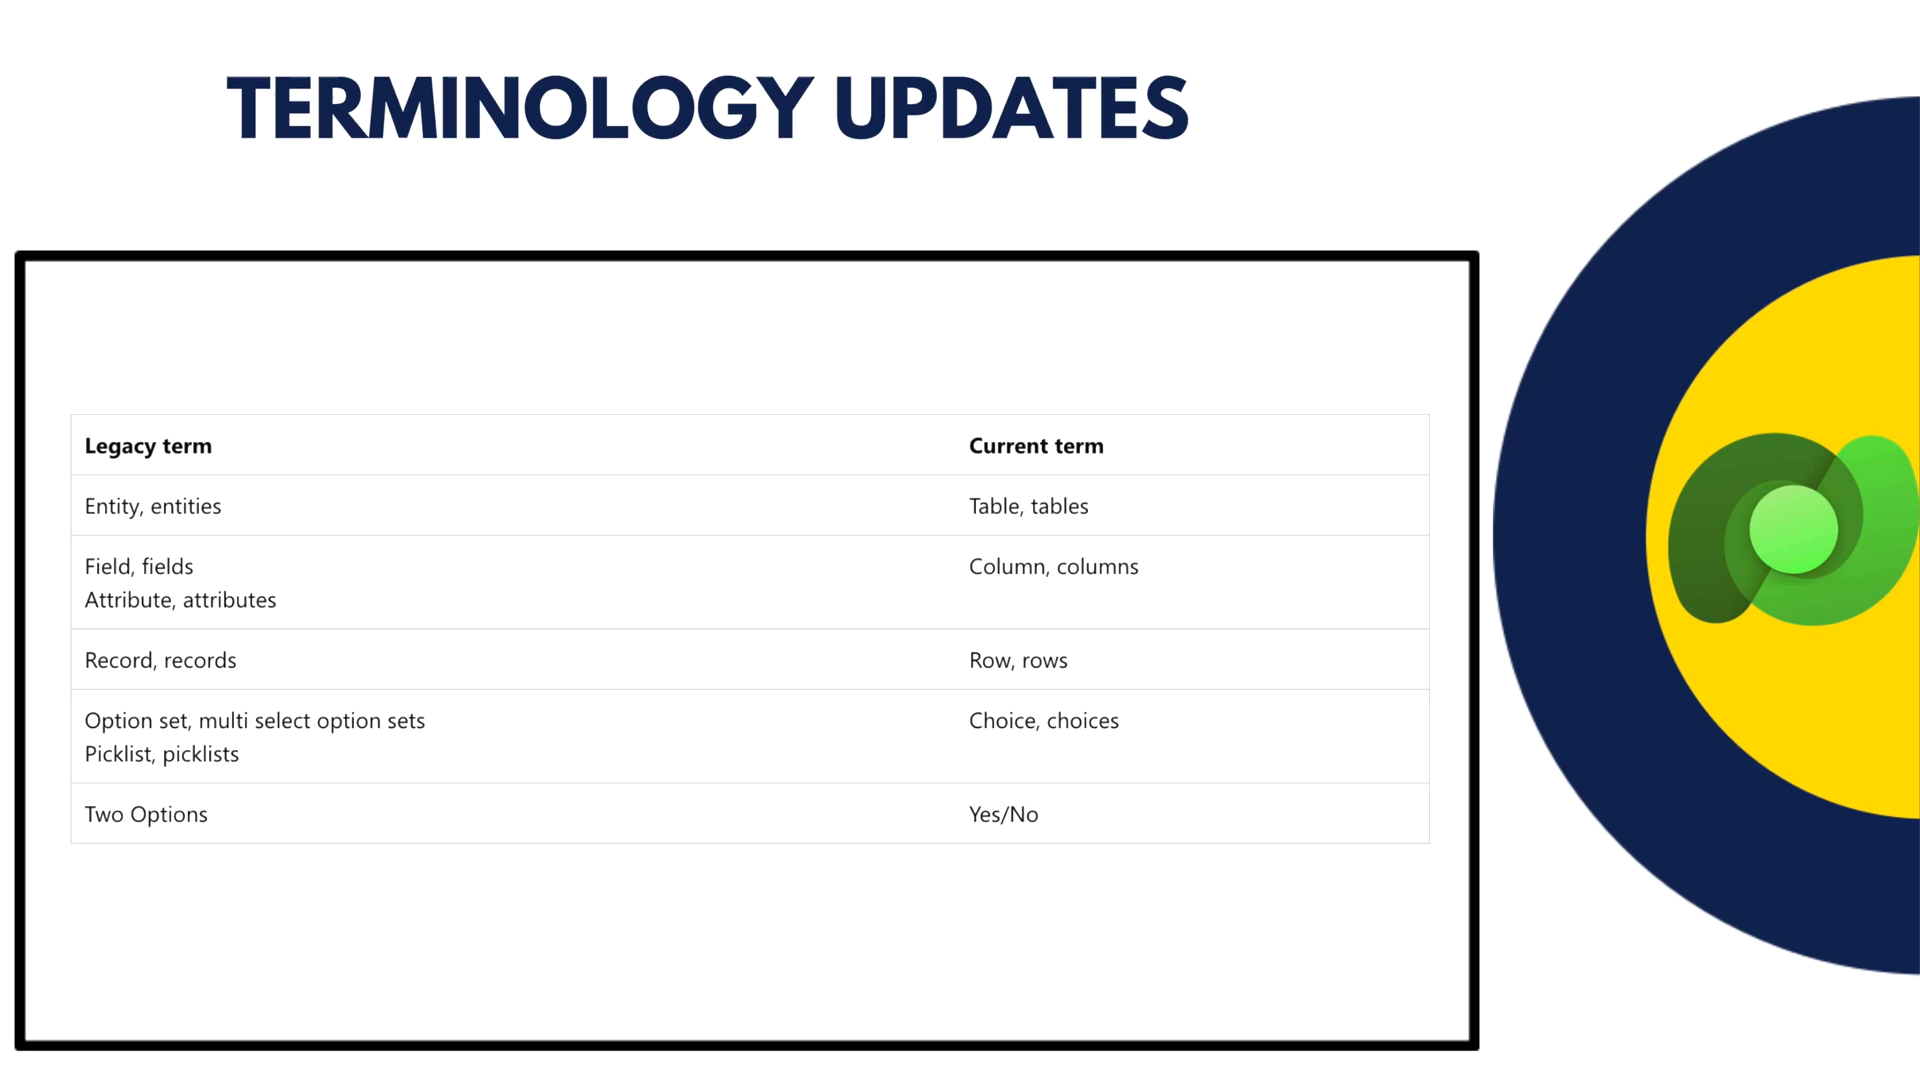 TERMINOLOGY UPDATES
Legacy term Current term
Entity, entities Table, tables
Field, fields Column, columns
Attribute, attributes
Record, records Row, rows
Option set, multi select option sets Choice, choices
Picklist, picklists
Two Options Yes/No